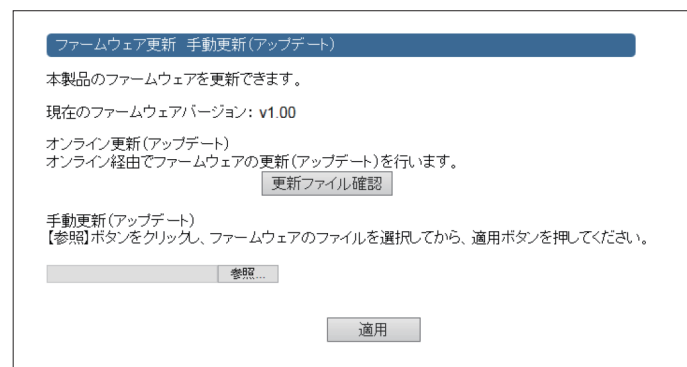 ファームウェア更新 手動更新(アップデート)
本製品のファームウェアを更新できます。
現在のファームウェアバージョン: v1.00
オンライン更新(アップデート)
オンライン経由でファームウェアの更新(アップデート)を行います。
更新ファイル確認
手動更新(アップデート)
【参照】ボタンをクリックし、ファームウェアのファイルを選択してから、適用ボタンを押してください。
参照...
適用